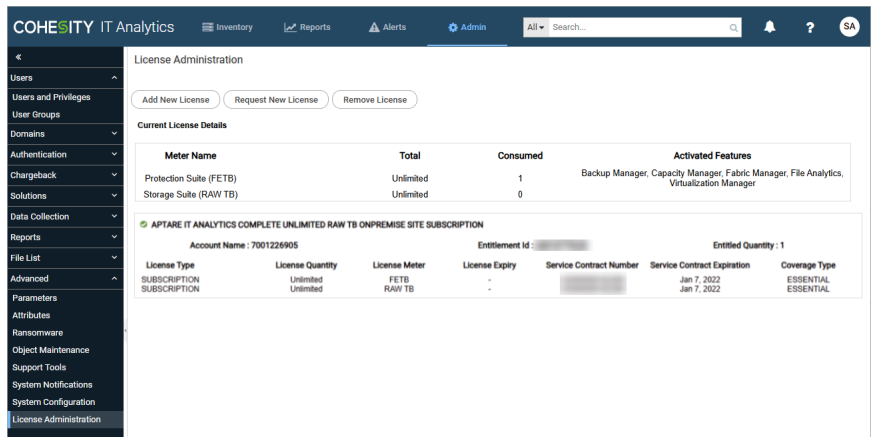 COHESITY IT Analytics
Inventory
Reports
Alerts
Admin
All
Search...
?
SA
«
Users
Users and Privileges
User Groups
Domains
Authentication
Chargeback
Solutions
Data Collection
Reports
File List
Advanced
Parameters
Attributes
Ransomware
Object Maintenance
Support Tools
System Notifications
System Configuration
License Administration
License Administration
Add New License Request New License Remove License
Current License Details
Meter Name Total Consumed Activated Features
Protection Suite (FETB) Unlimited 1 Backup Manager, Capacity Manager, Fabric Manager, File Analytics,
Virtualization Manager
Storage Suite (RAW TB) Unlimited 0
APTARE IT ANALYTICS COMPLETE UNLIMITED RAW TB ONPREMISE SITE SUBSCRIPTION
Account Name : 7001226905 Entitlement Id : Entitled Quantity : 1
License Type License Quantity License Meter License Expiry Service Contract Number Service Contract Expiration Coverage Type
SUBSCRIPTION Unlimited FETB - Jan 7, 2022 ESSENTIAL
SUBSCRIPTION Unlimited RAW TB - Jan 7, 2022 ESSENTIAL